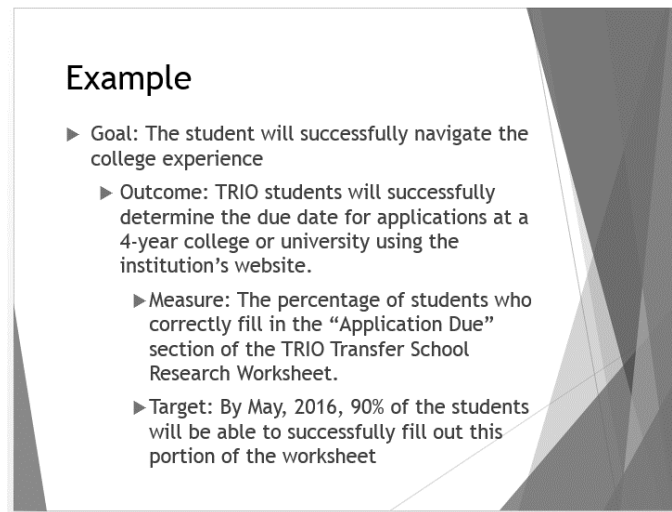 Example
Goal: The student will successfully navigate the
college experience
Outcome: TRIO students will successfully
determine the due date for applications at a
4-year college or university using the
institution’s website.
Measure: The percentage of students who
correctly fill in the “Application Due”
section of the TRIO Transfer School
Research Worksheet.
Target: By May, 2016, 90% of the students
will be able to successfully fill out this
portion of the worksheet